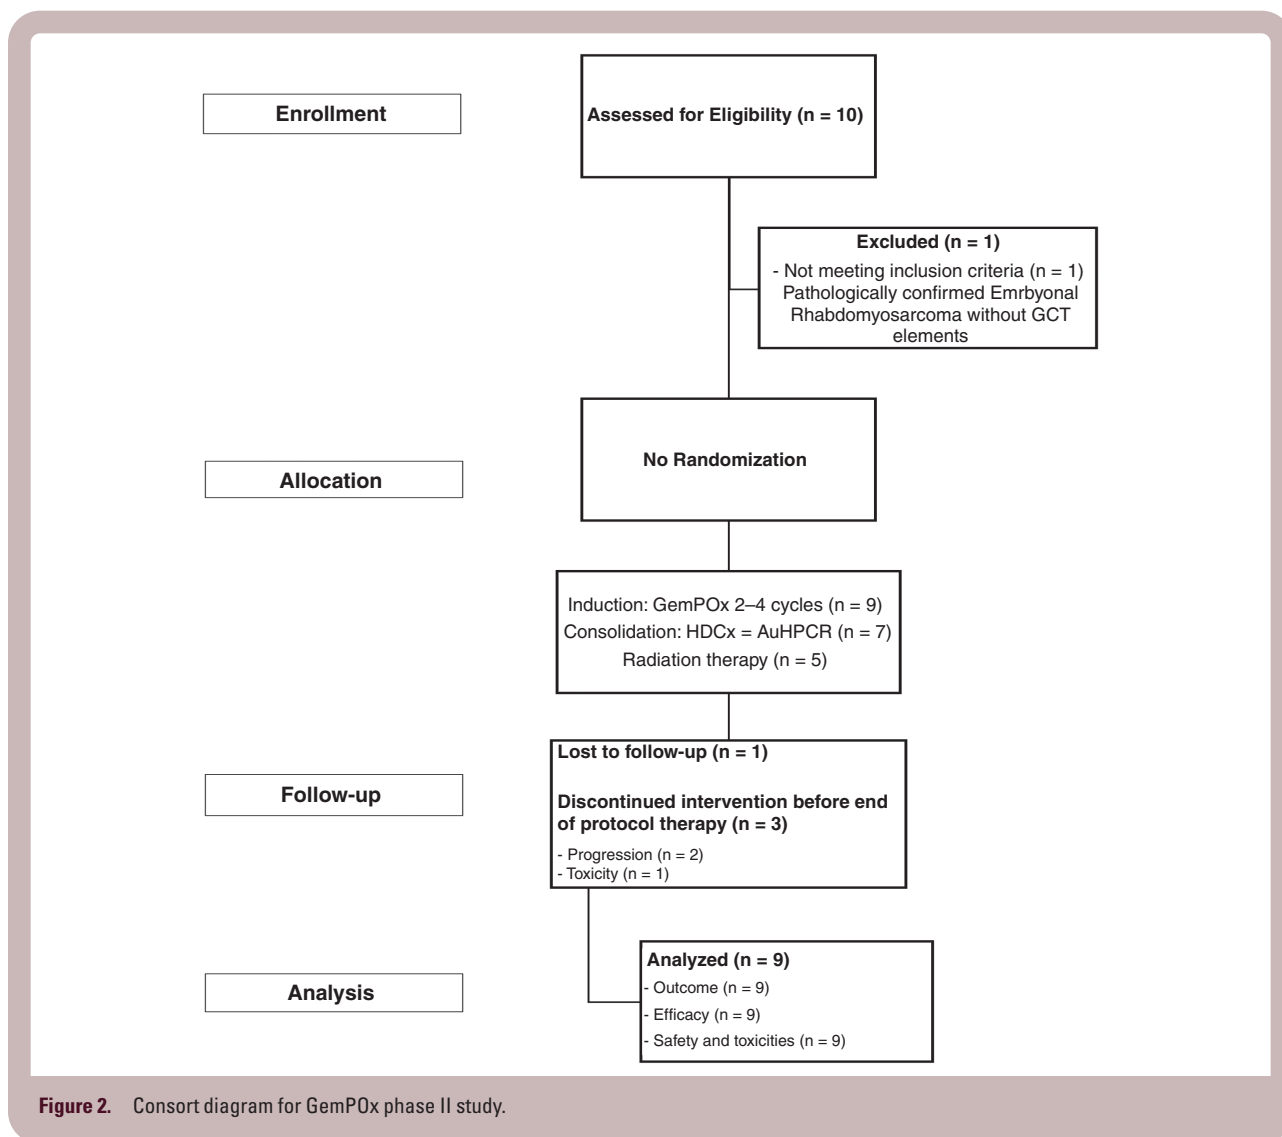 Enrollment
Assessed for Eligibility (n = 10)
Excluded (n = 1)
- Not meeting inclusion criteria (n = 1)
Pathologically confirmed Emrbyonal
Rhabdomyosarcoma without GCT
elements
Allocation
No Randomization
Induction: GemPOx 2–4 cycles (n = 9)
Consolidation: HDCx = AuHPCR (n = 7)
Radiation therapy (n = 5)
Follow-up
Lost to follow-up (n = 1)
Discontinued intervention before end
of protocol therapy (n = 3)
- Progression (n = 2)
- Toxicity (n = 1)
Analysis
Analyzed (n = 9)
- Outcome (n = 9)
- Efficacy (n = 9)
- Safety and toxicities (n = 9)
Figure 2. Consort diagram for GemPOx phase II study.